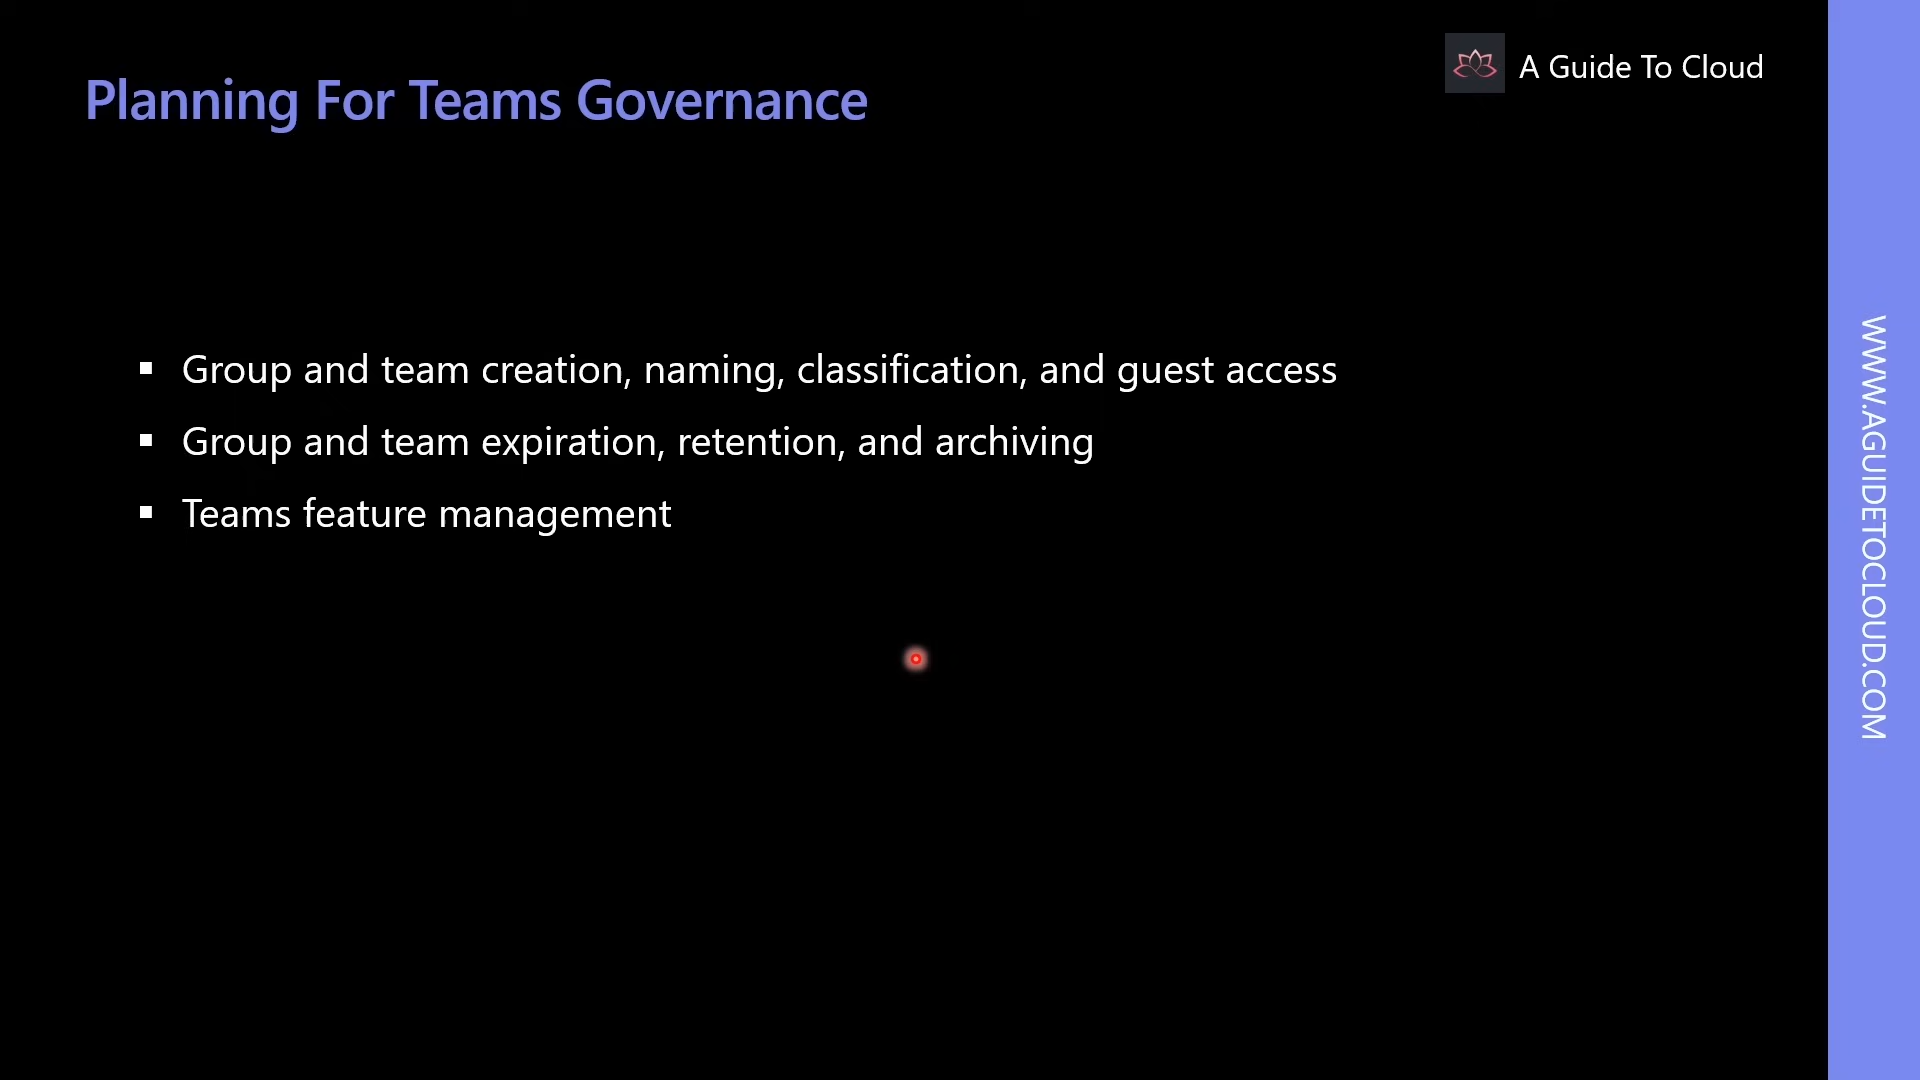 A Guide To Cloud
Planning For Teams Governance
▪ Group and team creation, naming, classification, and guest access
▪ Group and team expiration, retention, and archiving
▪ Teams feature management
WWW.AGUIDETOCLOUD.COM